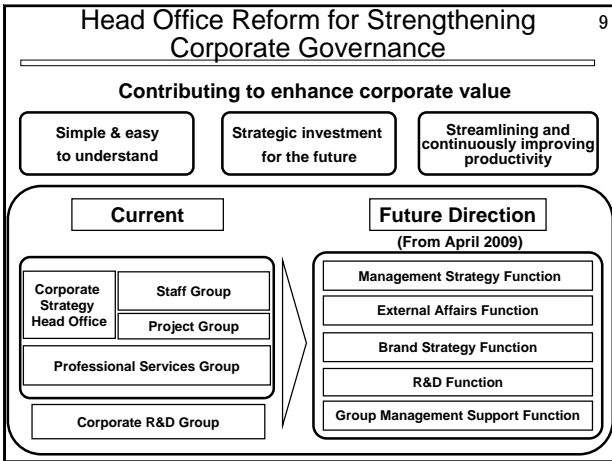 Head Office Reform for Strengthening
Corporate Governance
9
Contributing to enhance corporate value
Simple & easy
to understand
Strategic investment
for the future
Streamlining and
continuously improving
productivity
Current
Future Direction
(From April 2009)
Corporate
Strategy
Head Office
Staff Group
Project Group
Professional Services Group
Corporate R&D Group
Management Strategy Function
External Affairs Function
Brand Strategy Function
R&D Function
Group Management Support Function